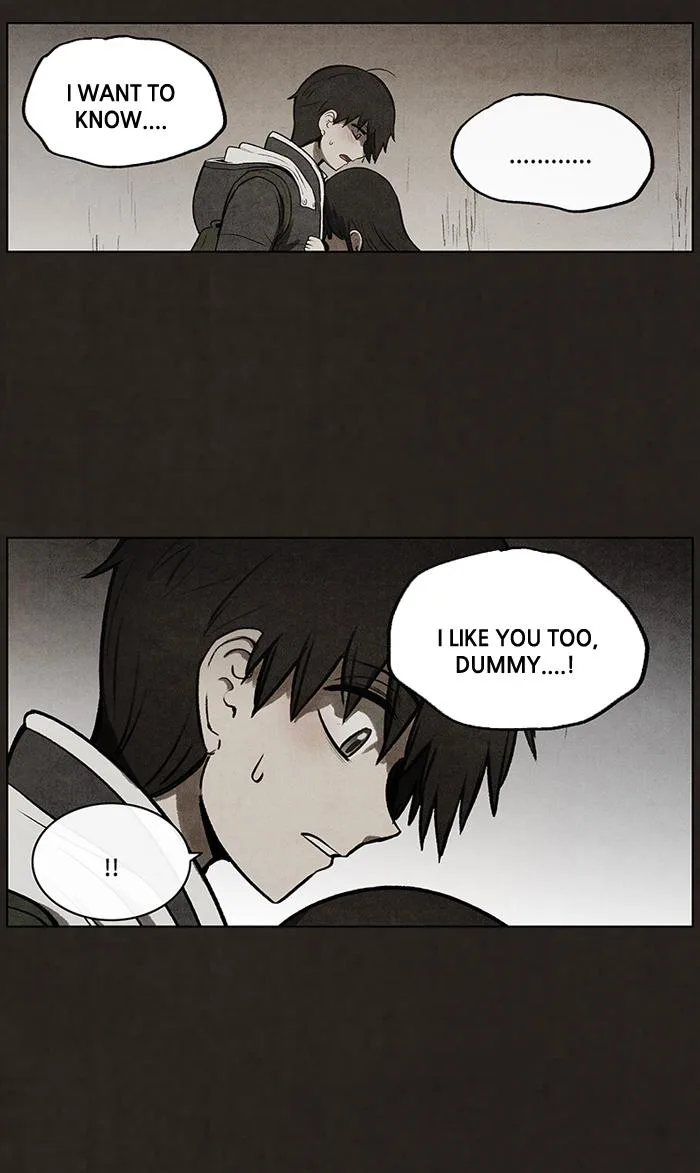 I WANT TO
KNOW....
............
I LIKE YOU TOO,
DUMMY....!
!!